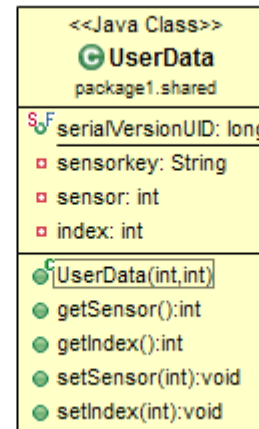 <<Java Class>>
C UserData
package1.shared
S F serialVersionUID: long
sensorkey: String
sensor: int
index: int
C UserData(int,int)
getSensor():int
getIndex():int
setSensor(int):void
setIndex(int):void